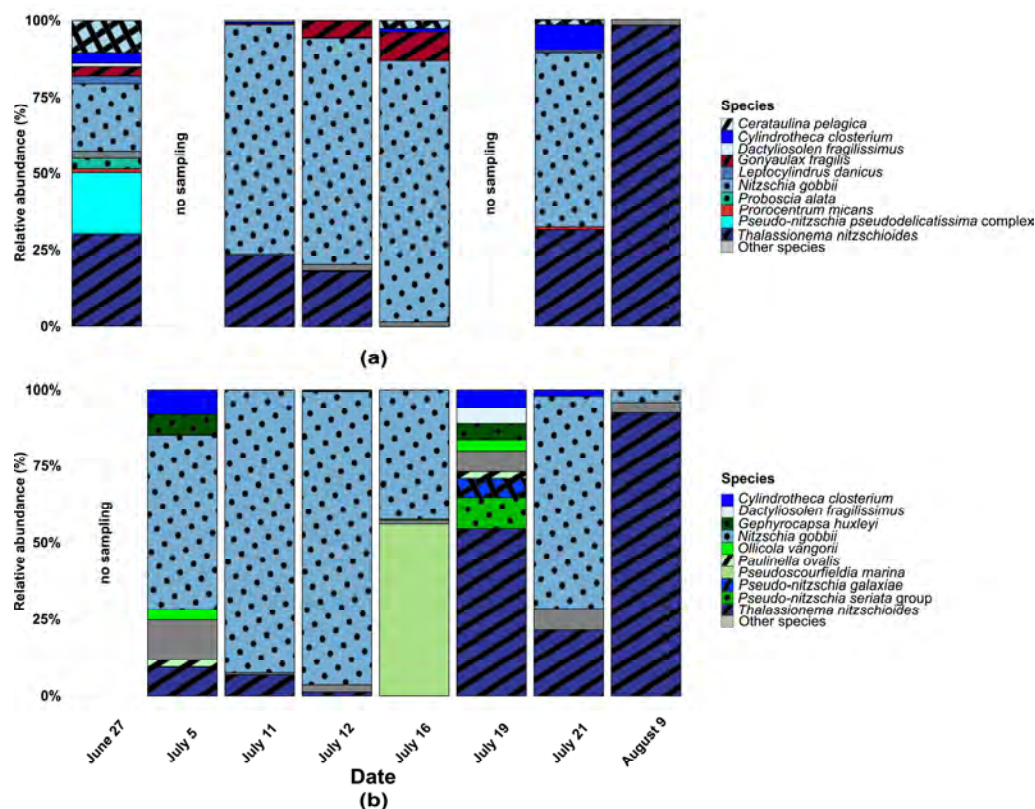 100%
75%
50%
25%
0%
Relative abundance (%)
no sampling
no sampling
Species
Cerataulina pelagica
Cylindrotheca closterium
Dactyliosolen fragilissimus
Gonyaulax fragilis
Leptocylindrus danicus
Nitzschia gobbii
Proboscia alata
Prorocentrum micans
Pseudo-nitzschia pseudodelicatissima complex
Thalassionema nitzschioides
Other species
(a)
100%
75%
50%
25%
0%
Relative abundance (%)
no sampling
Species
Cylindrotheca closterium
Dactyliosolen fragilissimus
Gephyrocapsa huxleyi
Nitzschia gobbii
Ollicola vangorii
Paulinella ovalis
Pseudoscourfieldia marina
Pseudo-nitzschia galaxiae
Pseudo-nitzschia seriata group
Thalassionema nitzschioides
Other species
June 27
July 5
July 11
July 12
July 16
July 19
July 21
August 9
Date
(b)